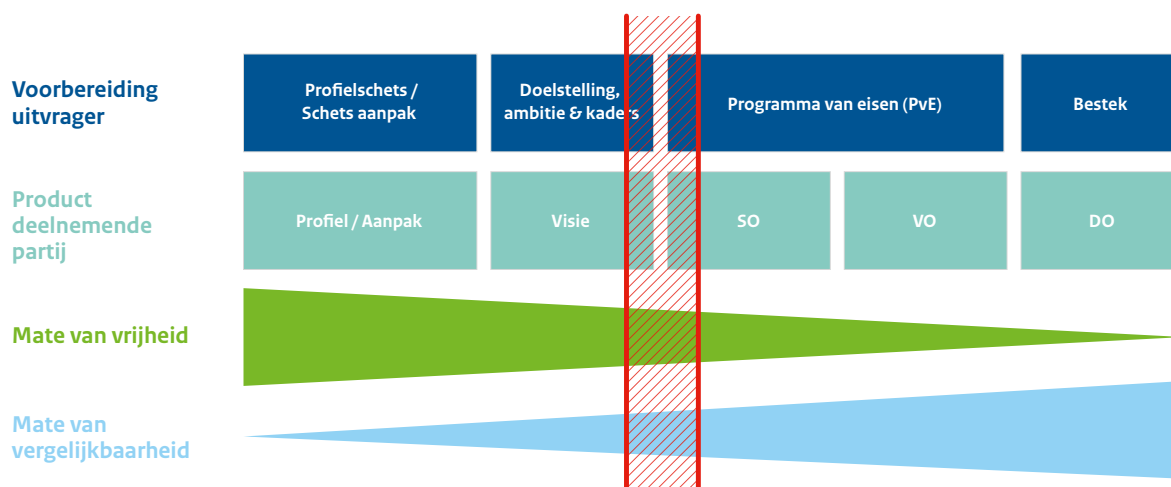 Voorbereiding
uitvrager
Profielschets /
Schets aanpak
Doelstelling,
ambitie & kaders
Programma van eisen (PvE)
Bestek
Product
deelnemende
partij
Profiel / Aanpak
Visie
SO
VO
DO
Mate van vrijheid
Mate van
vergelijkbaarheid